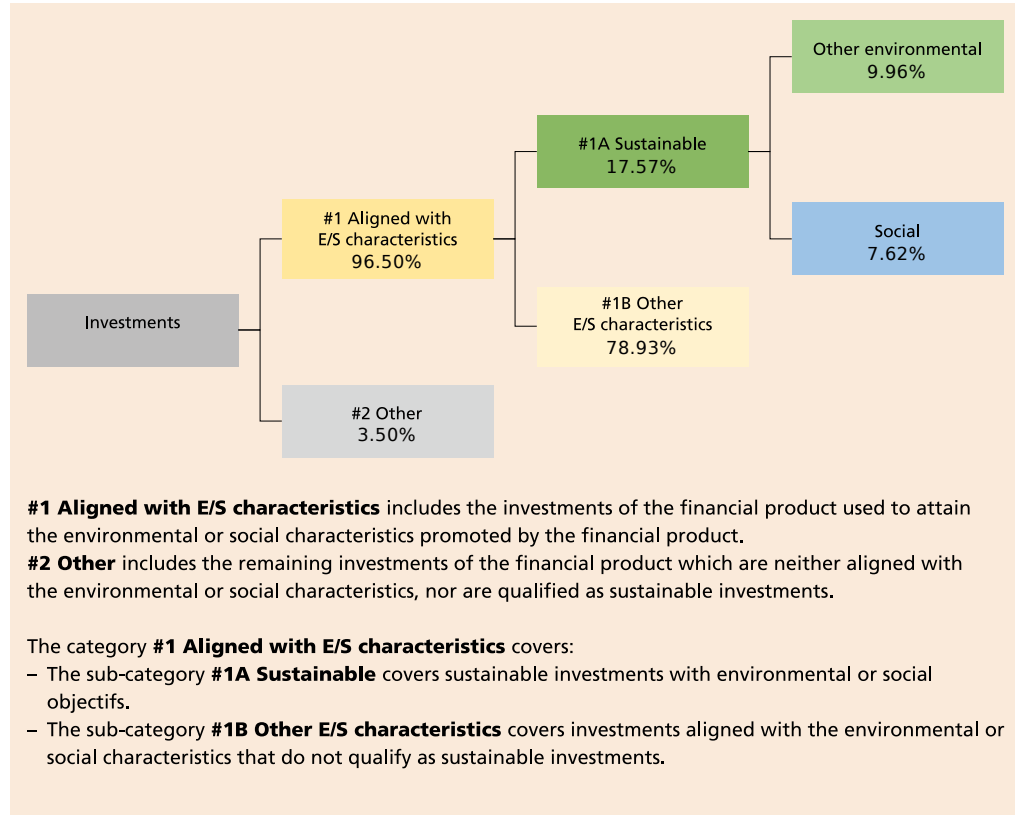 Other environmental
9.96%
#1A Sustainable
17.57%
#1 Aligned with
E/S characteristics
96.50%
Social
7.62%
#1B Other
E/S characteristics
78.93%
Investments
#2 Other
3.50%
#1 Aligned with E/S characteristics includes the investments of the financial product used to attain
the environmental or social characteristics promoted by the financial product.
#2 Other includes the remaining investments of the financial product which are neither aligned with
the environmental or social characteristics, nor are qualified as sustainable investments.
The category #1 Aligned with E/S characteristics covers:
– The sub-category #1A Sustainable covers sustainable investments with environmental or social
objectifs.
– The sub-category #1B Other E/S characteristics covers investments aligned with the environmental or
social characteristics that do not qualify as sustainable investments.